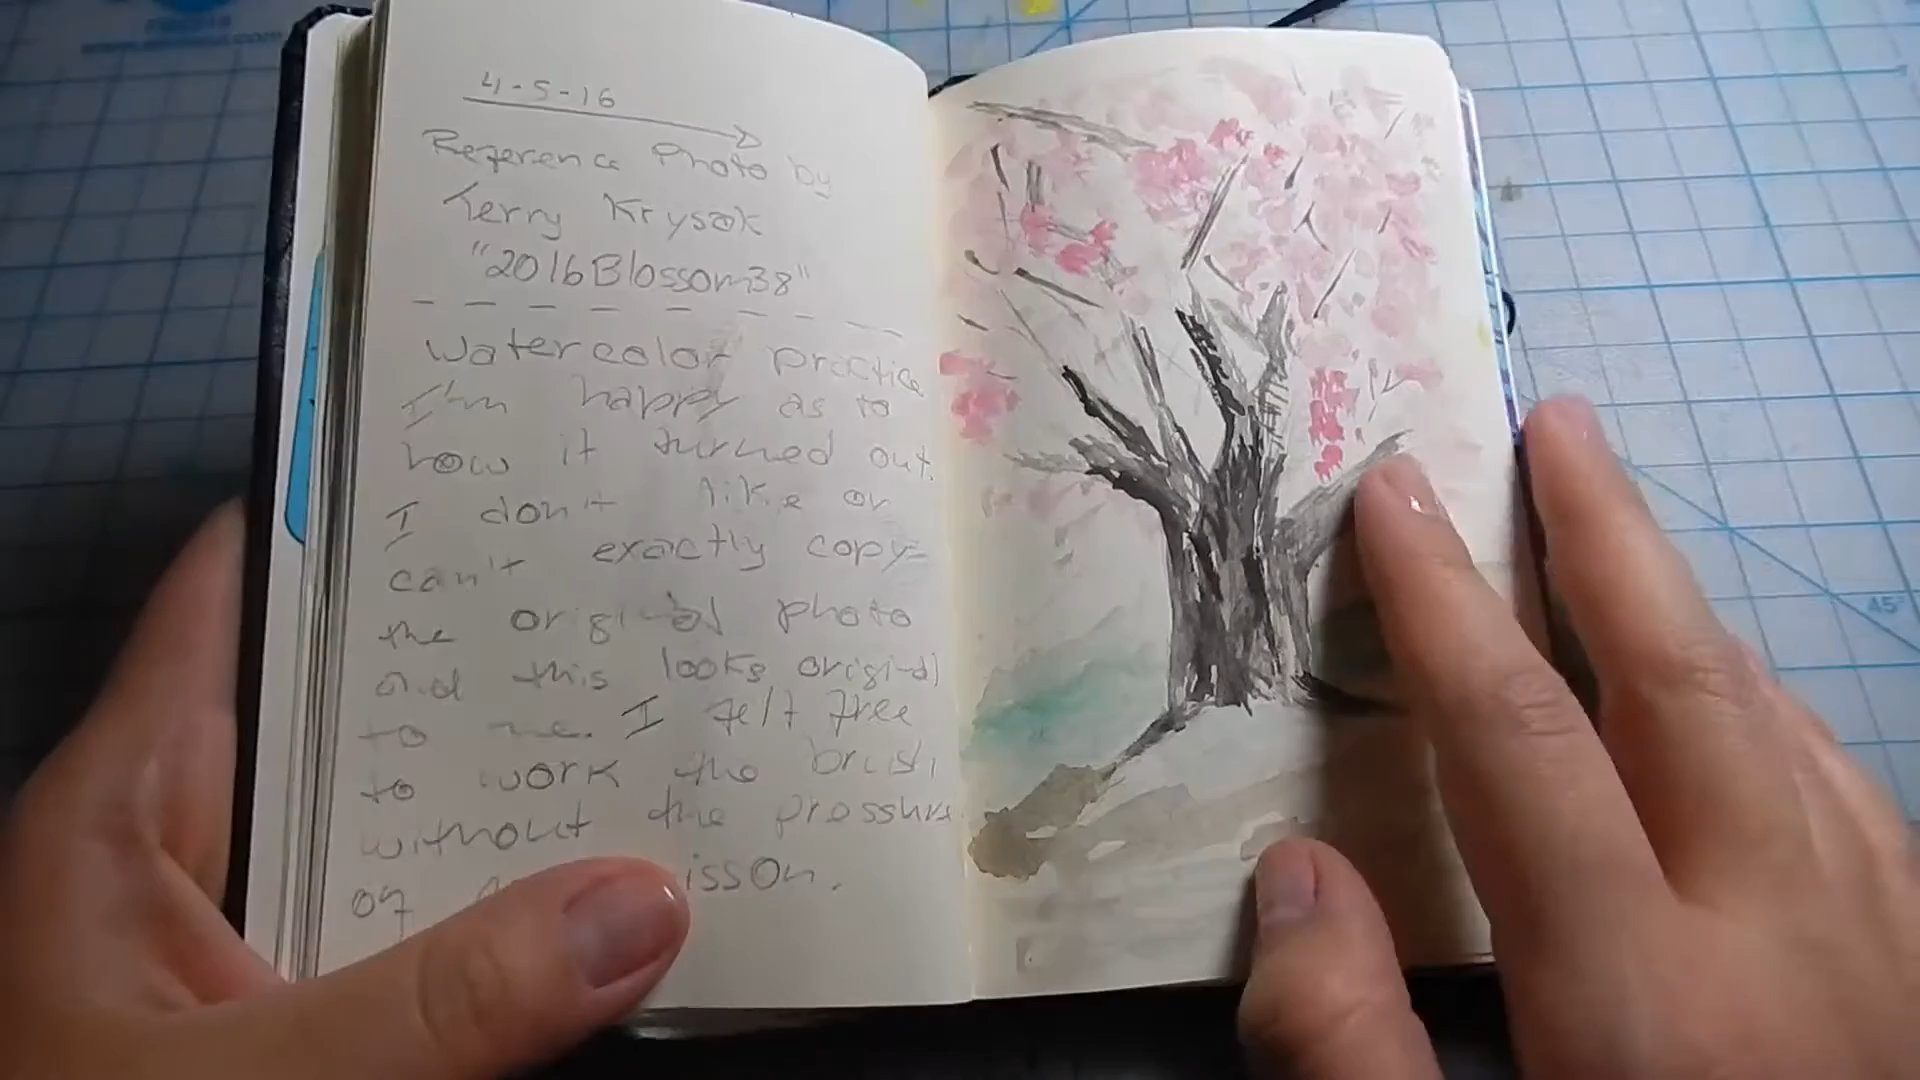 4-5-16
Reference Photo by
Terry Krysak
"2016Blossom38"
watercolor practice
I'm happy as to
how it turned out.
I don't like or
can't exactly copy
the original photo
and this looks original
to me. I felt free
to work the brush
without the pressure
of
45°